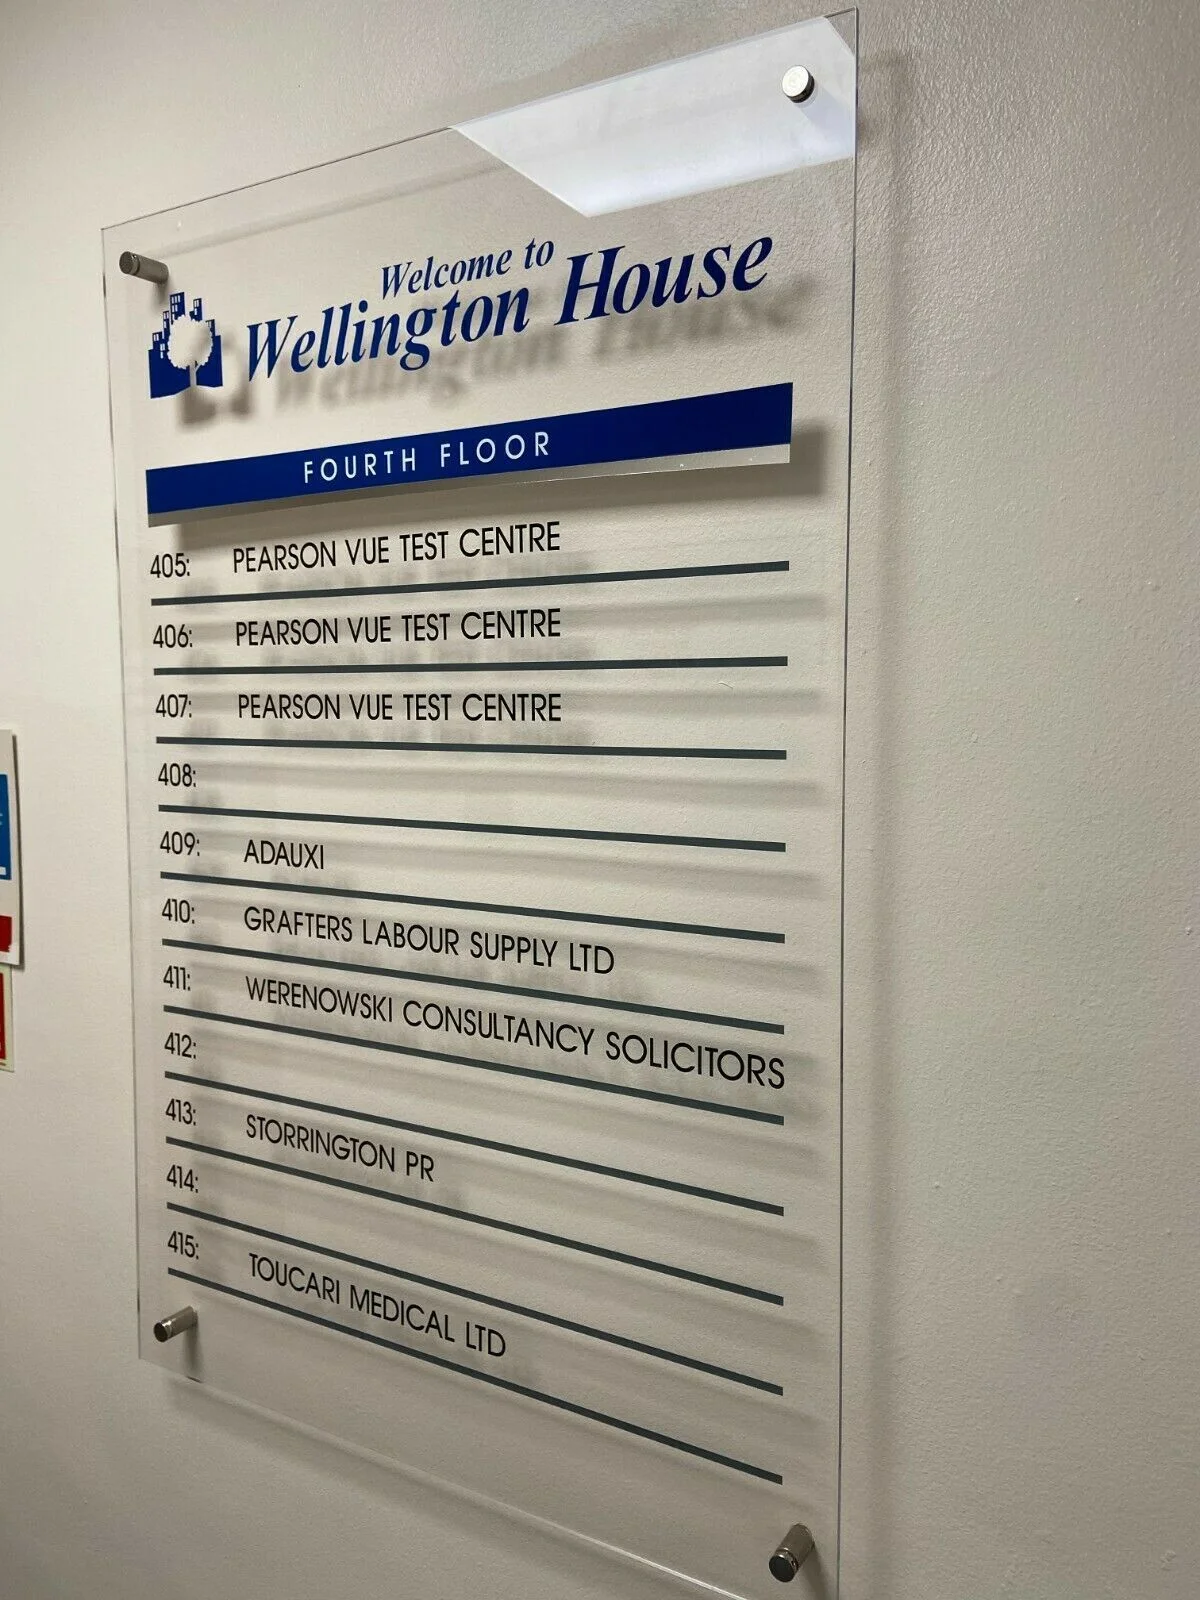 Welcome to
Wellington House
FOURTH FLOOR
405: PEARSON VUE TEST CENTRE
406: PEARSON VUE TEST CENTRE
407: PEARSON VUE TEST CENTRE
408:
409: ADAUXI
410: GRAFTERS LABOUR SUPPLY LTD
411: WERENOWSKI CONSULTANCY SOLICITORS
412:
413: STORRINGTON PR
414:
415: TOUCARI MEDICAL LTD